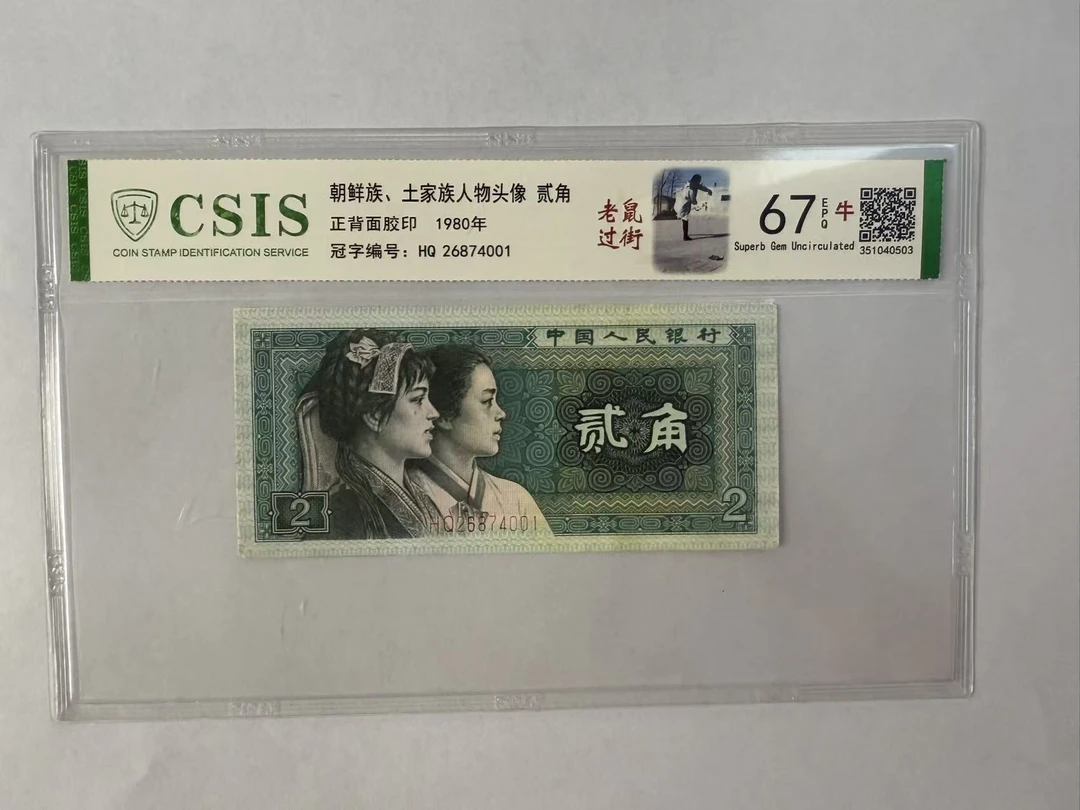 CSIS
COIN STAMP IDENTIFICATION SERVICE
朝鲜族、土家族人物头像 贰角
正背面胶印 1980年
冠字编号：HQ 26874001
老鼠
过街
67 EPQ 牛
Superb Gem Uncirculated
351040503
中国人民银行
贰角
2
2
HQ26874001